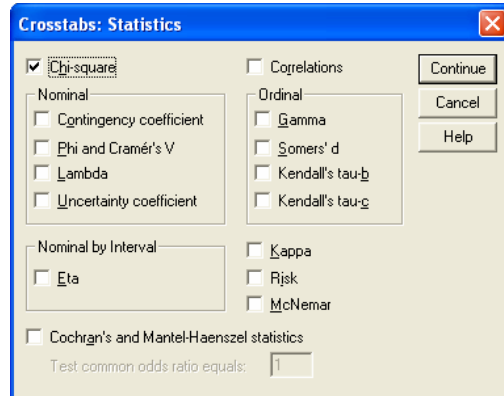 Crosstabs: Statistics
Chi-square
Correlations
Continue
Nominal
Ordinal
Cancel
Contingency coefficient
Gamma
Help
Phi and Cramér's V
Somers' d
Lambda
Kendall's tau-b
Uncertainty coefficient
Kendall's tau-c
Nominal by Interval
Kappa
Eta
Risk
McNemar
Cochran's and Mantel-Haenszel statistics
Test common odds ratio equals: 1